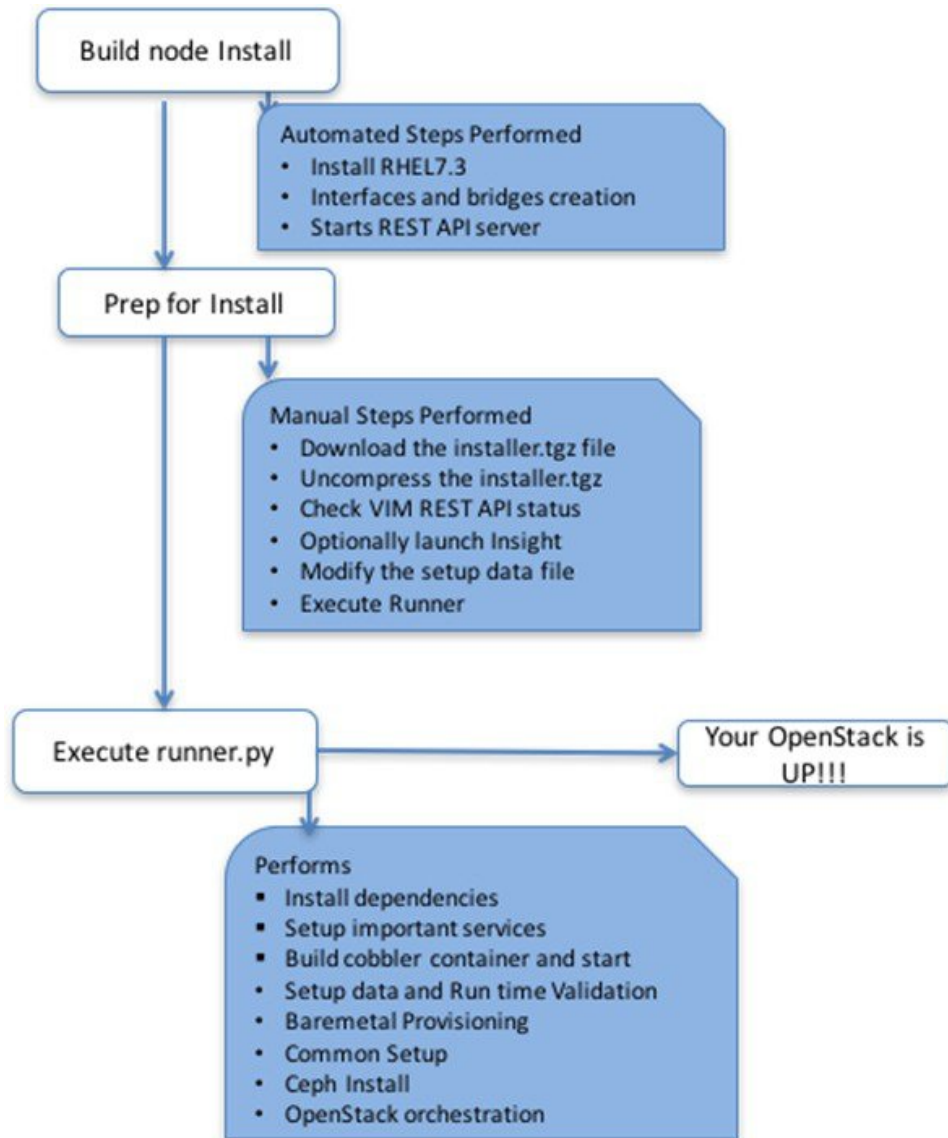 Build node Install
Automated Steps Performed
• Install RHEL7.3
• Interfaces and bridges creation
• Starts REST API server
Prep for Install
Manual Steps Performed
• Download the installer.tgz file
• Uncompress the installer.tgz
• Check VIM REST API status
• Optionally launch Insight
• Modify the setup data file
• Execute Runner
Execute runner.py
Your OpenStack is
UP!!!
Performs
▪ Install dependencies
▪ Setup important services
▪ Build cobbler container and start
• Setup data and Run time Validation
• Baremetal Provisioning
• Common Setup
• Ceph Install
• OpenStack orchestration